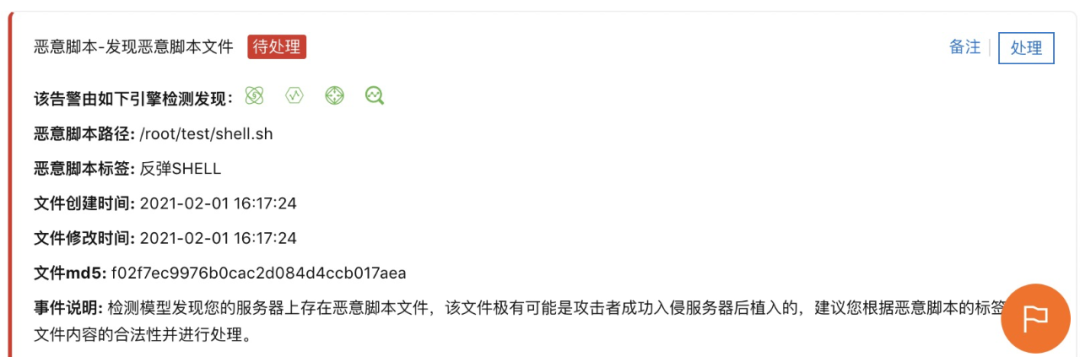 恶意脚本-发现恶意脚本文件 待处理 备注 处理
该告警由如下引擎检测发现：
恶意脚本路径: /root/test/shell.sh
恶意脚本标签: 反弹SHELL
文件创建时间: 2021-02-01 16:17:24
文件修改时间: 2021-02-01 16:17:24
文件md5: f02f7ec9976b0cac2d084d4ccb017aea
事件说明: 检测模型发现您的服务器上存在恶意脚本文件，该文件极有可能是攻击者成功入侵服务器后植入的，建议您根据恶意脚本的标签
文件内容的合法性并进行处理。